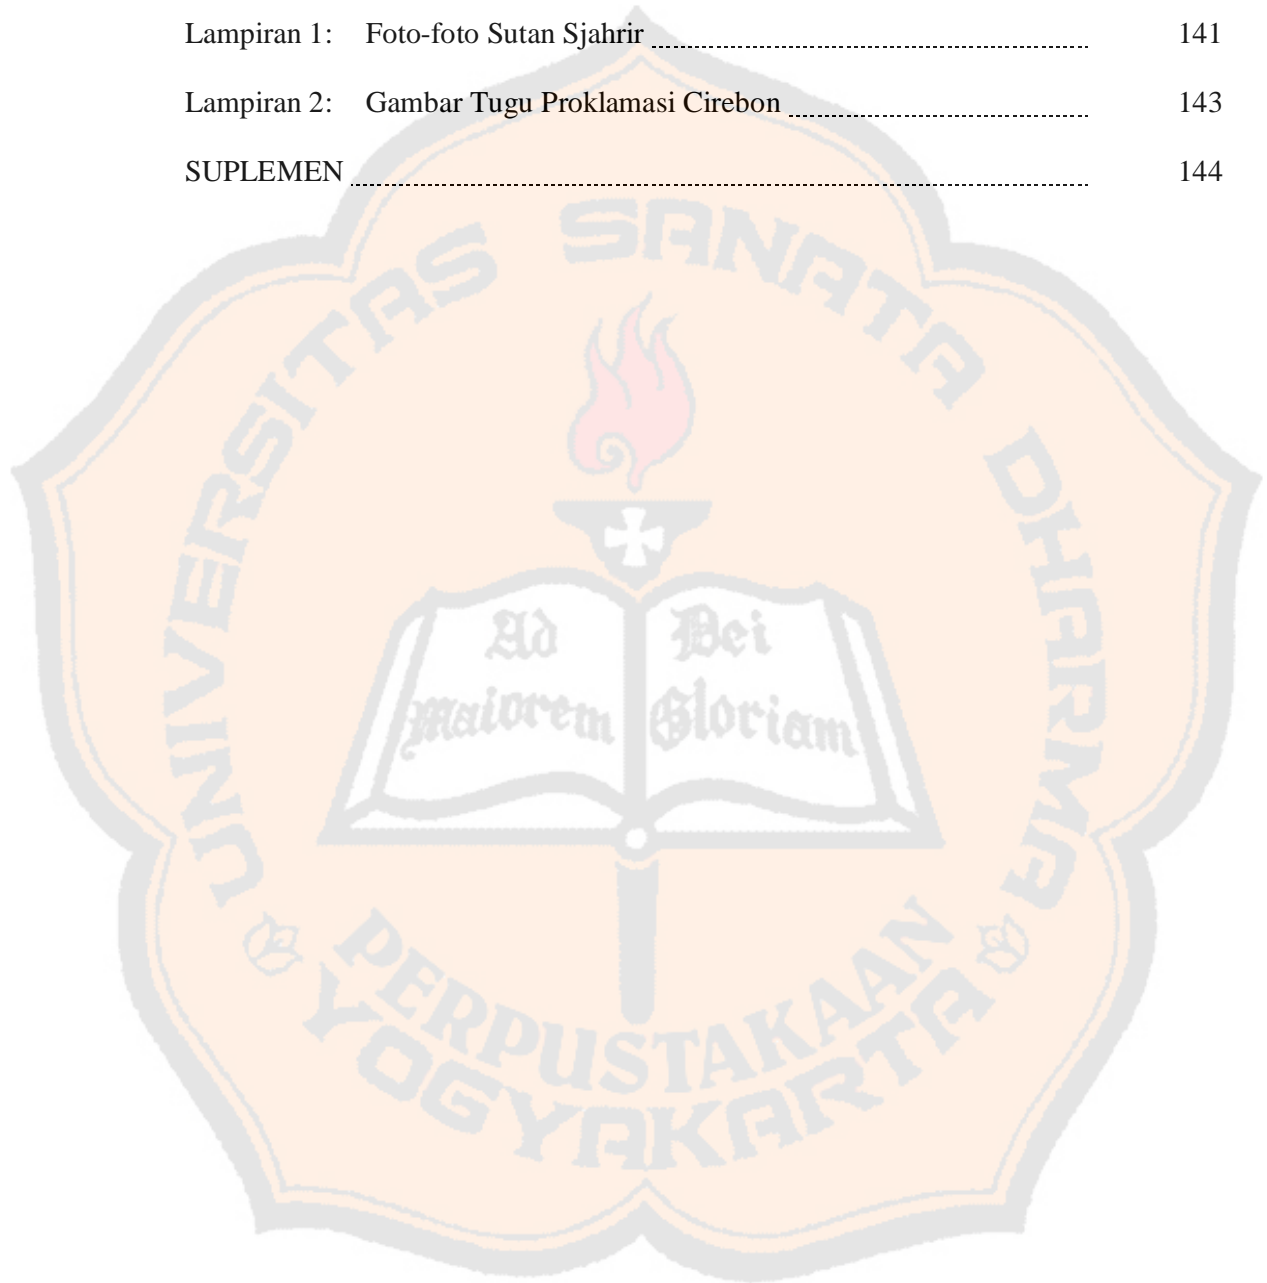 Lampiran 1: Foto-foto Sutan Sjahrir 141
Lampiran 2: Gambar Tugu Proklamasi Cirebon 143
SUPLEMEN 144
UNIVERSITAS SANATA DHARMA
Ad Dei
Maiorem Gloriam
PERPUSTAKAAN
YOGYAKARTA